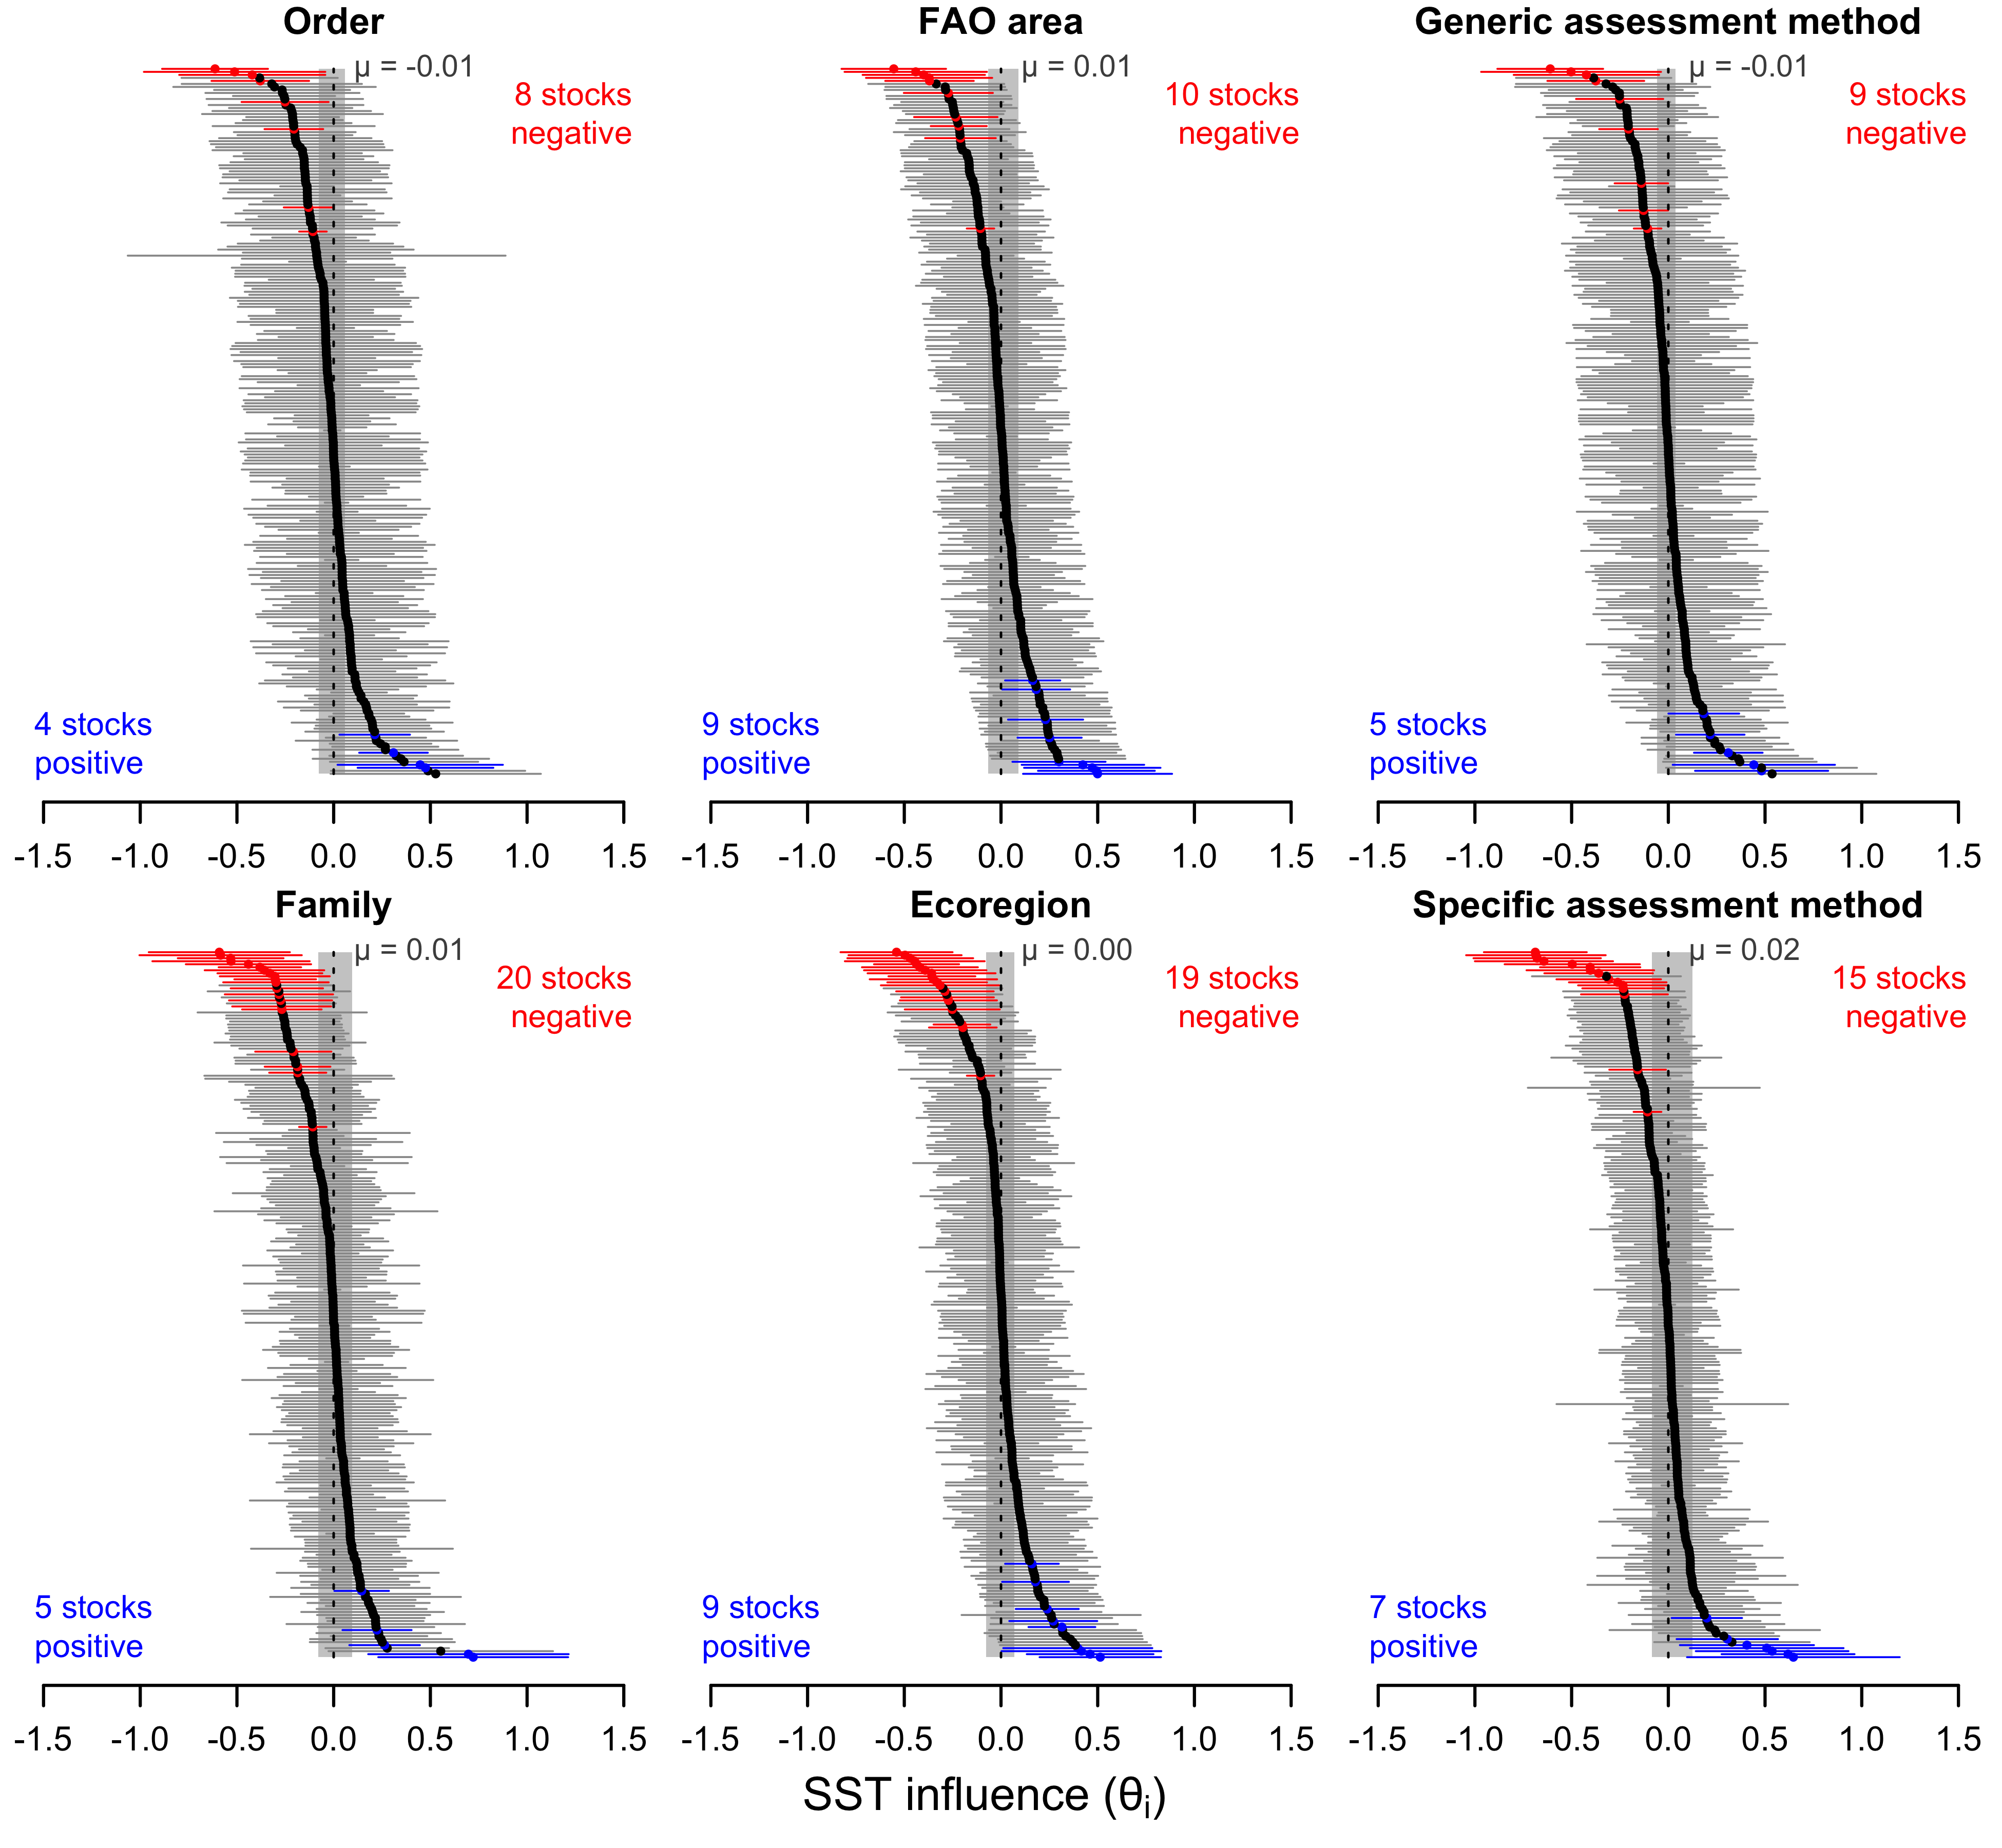 Order
μ = -0.01
8 stocks
negative
4 stocks
positive
-1.5 -1.0 -0.5 0.0 0.5 1.0 1.5
FAO area
μ = 0.01
10 stocks
negative
9 stocks
positive
-1.5 -1.0 -0.5 0.0 0.5 1.0 1.5
Generic assessment method
μ = -0.01
9 stocks
negative
5 stocks
positive
-1.5 -1.0 -0.5 0.0 0.5 1.0 1.5
Family
μ = 0.01
20 stocks
negative
5 stocks
positive
-1.5 -1.0 -0.5 0.0 0.5 1.0 1.5
Ecoregion
μ = 0.00
19 stocks
negative
9 stocks
positive
-1.5 -1.0 -0.5 0.0 0.5 1.0 1.5
Specific assessment method
μ = 0.02
15 stocks
negative
7 stocks
positive
-1.5 -1.0 -0.5 0.0 0.5 1.0 1.5
SST influence (θi)